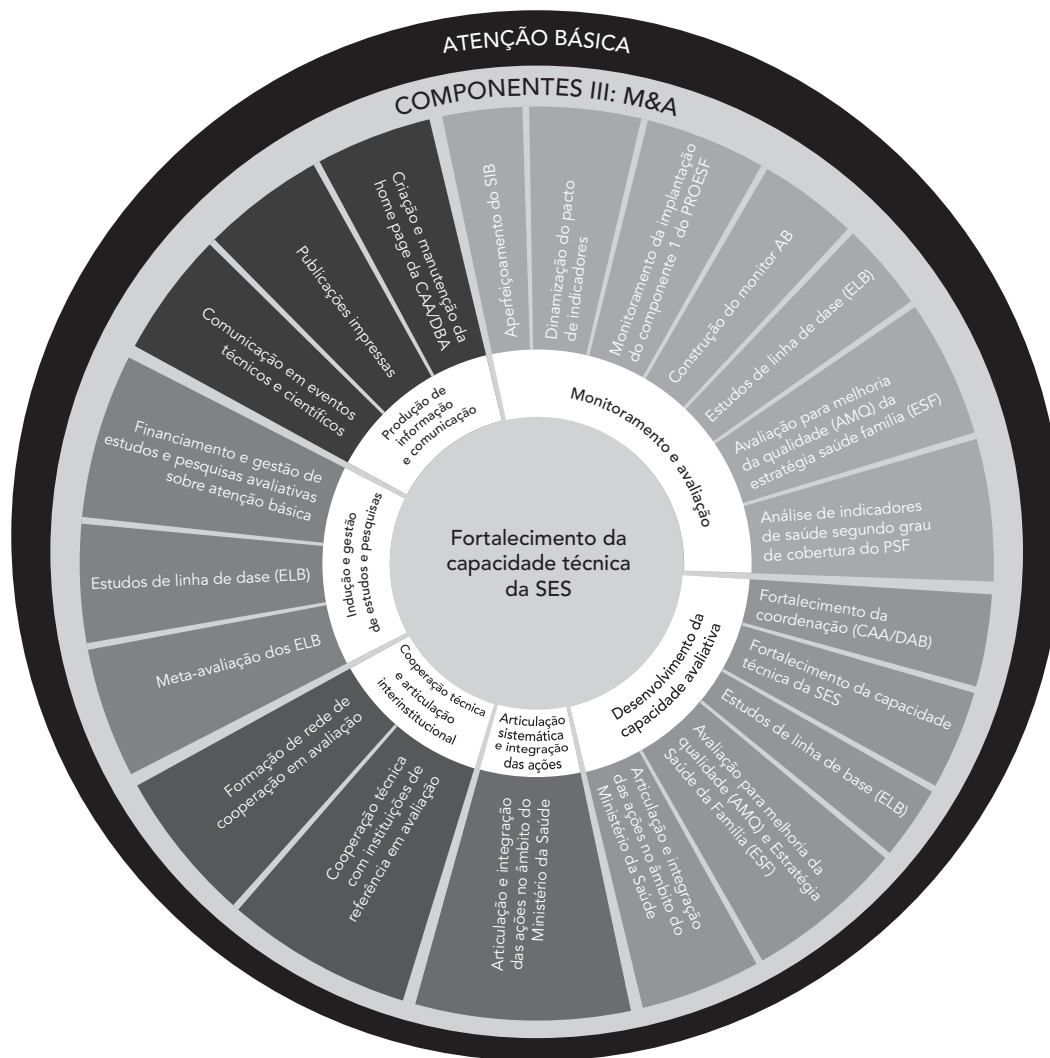 ATENÇÃO BÁSICA
COMPONENTES III: M&A
Fortalecimento da
capacidade técnica
da SES
Monitoramento e avaliação
Aperfeiçoamento do SIB
Dinamização do pacto
de indicadores
Monitoramento da implantação
do componente 1 do PROESF
Construção do monitor AB
Estudos de linha de dase (ELB)
Avaliação para melhoria
da qualidade (AMQ) da
estratégia saúde família (ESF)
Análise de indicadores
de saúde segundo grau
de cobertura do PSF
Desenvolvimento da
capacidade avaliativa
Fortalecimento da
coordenação (CAA/DAB)
Fortalecimento da capacidade
técnica da SES
Estudos de linha de base (ELB)
Avaliação para melhoria da
qualidade (AMQ) e Estratégia
Saúde da Família (ESF)
Articulação e integração
das ações no âmbito do
Ministério da Saúde
Articulação
sistemática
e integração
das ações
Articulação e integração
das ações no âmbito do
Ministério da Saúde
Cooperação técnica
e articulação
interinstitucional
Cooperação técnica
com instituições de
referência em avaliação
Formação de rede de
cooperação em avaliação
Indução e gestão
de estudos e pesquisas
Meta-avaliação dos ELB
Estudos de linha de dase (ELB)
Financiamento e gestão de
estudos e pesquisas avaliativas
sobre atenção básica
Produção de
informação
e comunicação
Comunicação em eventos
técnicos e científicos
Publicações impressas
Criação e manutenção da
home page da CAA/DBA